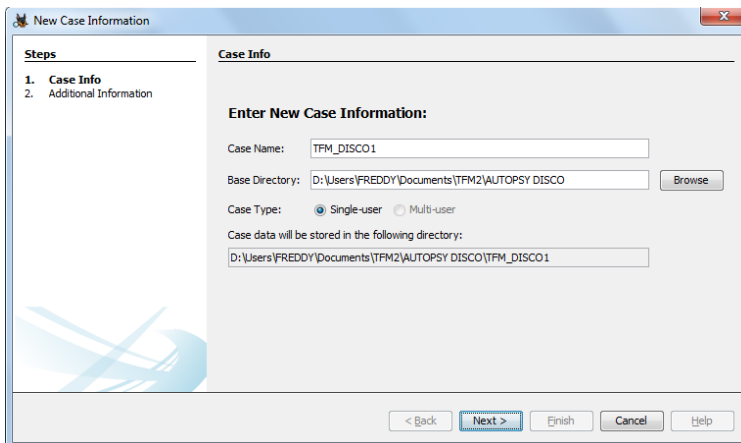 New Case Information
Steps
1. Case Info
2. Additional Information
Case Info
Enter New Case Information:
Case Name: TFM_DISCO1
Base Directory: D:\Users\FREDDY\Documents\TFM2\AUTOPSY DISCO Browse
Case Type: Single-user Multi-user
Case data will be stored in the following directory:
D:\Users\FREDDY\Documents\TFM2\AUTOPSY DISCO\TFM_DISCO1
< Back Next > Finish Cancel Help